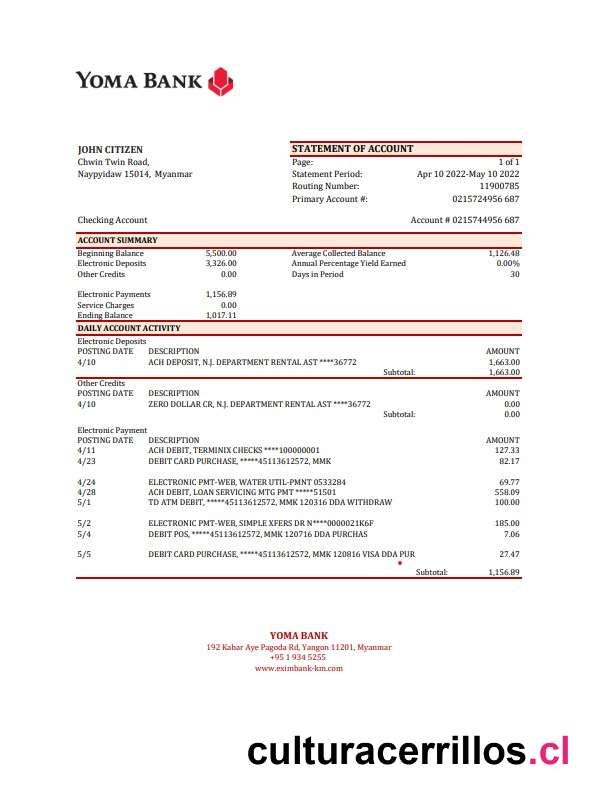 YOMA BANK
JOHN CITIZEN
Chwin Twin Road,
Naypyidaw 15014, Myanmar
STATEMENT OF ACCOUNT
Page: 1 of 1
Statement Period: Apr 10 2022-May 10 2022
Routing Number: 11900785
Primary Account #: 0215724956 687
Checking Account Account # 0215744956 687
ACCOUNT SUMMARY
Beginning Balance 5,500.00 Average Collected Balance 1,126.48
Electronic Deposits 3,326.00 Annual Percentage Yield Earned 0.00%
Other Credits 0.00 Days in Period 30
Electronic Payments 1,156.89
Service Charges 0.00
Ending Balance 1,017.11
DAILY ACCOUNT ACTIVITY
Electronic Deposits
POSTING DATE DESCRIPTION AMOUNT
4/10 ACH DEPOSIT, N.J. DEPARTMENT RENTAL AST ****36772 1,663.00
Subtotal: 1,663.00
Other Credits
POSTING DATE DESCRIPTION AMOUNT
4/10 ZERO DOLLAR CR, N.J. DEPARTMENT RENTAL AST ****36772 0.00
Subtotal: 0.00
Electronic Payment
POSTING DATE DESCRIPTION AMOUNT
4/11 ACH DEBIT, TERMINIX CHECKS ****100000001 127.33
4/23 DEBIT CARD PURCHASE, *****45113612572, MMK 82.17
4/24 ELECTRONIC PMT-WEB, WATER UTIL-PMNT 0533284 69.77
4/28 ACH DEBIT, LOAN SERVICING MTG PMT *****51501 558.09
5/1 TD ATM DEBIT, *****45113612572, MMK 120316 DDA WITHDRAW 100.00
5/2 ELECTRONIC PMT-WEB, SIMPLE XFERS DR N****0000021K6F 185.00
5/4 DEBIT POS, *****45113612572, MMK 120716 DDA PURCHAS 7.06
5/5 DEBIT CARD PURCHASE, *****45113612572, MMK 120816 VISA DDA PUR 27.47
*
Subtotal: 1,156.89
YOMA BANK
192 Kabar Aye Pagoda Rd, Yangon 11201, Myanmar
+95 1 934 5255
www.eximbank-km.com
culturacerrillos.cl